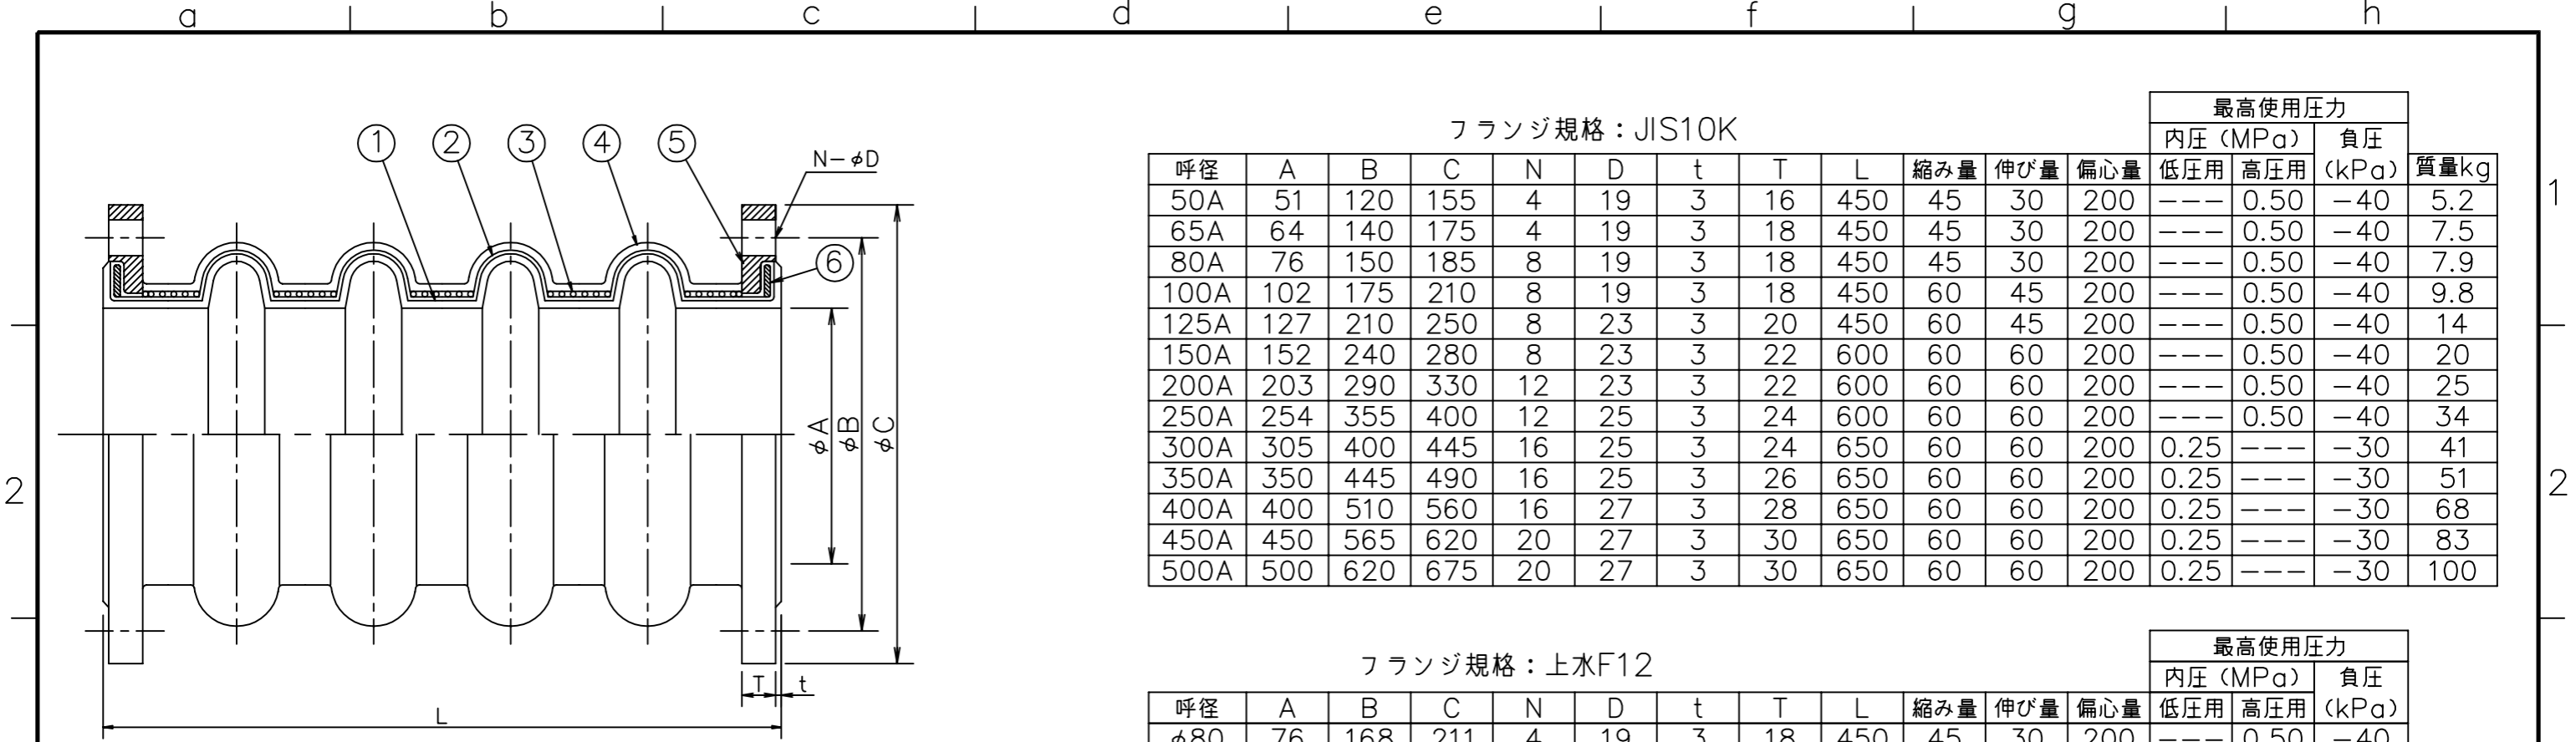 a b c d e f g h
① ② ③ ④ ⑤
N-φD
⑥
φA φB φC
T t
L
1
2
1
2
フランジ規格：JIS10K
最高使用圧力
内圧（MPa） 負圧
呼径 A B C N D t T L 縮み量 伸び量 偏心量 低圧用 高圧用 (kPa) 質量kg
50A 51 120 155 4 19 3 16 450 45 30 200 --- 0.50 -40 5.2
65A 64 140 175 4 19 3 18 450 45 30 200 --- 0.50 -40 7.5
80A 76 150 185 8 19 3 18 450 45 30 200 --- 0.50 -40 7.9
100A 102 175 210 8 19 3 18 450 60 45 200 --- 0.50 -40 9.8
125A 127 210 250 8 23 3 20 450 60 45 200 --- 0.50 -40 14
150A 152 240 280 8 23 3 22 600 60 60 200 --- 0.50 -40 20
200A 203 290 330 12 23 3 22 600 60 60 200 --- 0.50 -40 25
250A 254 355 400 12 25 3 24 600 60 60 200 --- 0.50 -40 34
300A 305 400 445 16 25 3 24 650 60 60 200 0.25 --- -30 41
350A 350 445 490 16 25 3 26 650 60 60 200 0.25 --- -30 51
400A 400 510 560 16 27 3 28 650 60 60 200 0.25 --- -30 68
450A 450 565 620 20 27 3 30 650 60 60 200 0.25 --- -30 83
500A 500 620 675 20 27 3 30 650 60 60 200 0.25 --- -30 100
フランジ規格：上水F12
最高使用圧力
内圧（MPa） 負圧
呼径 A B C N D t T L 縮み量 伸び量 偏心量 低圧用 高圧用 (kPa)
φ80 76 168 211 4 19 3 18 450 45 30 200 --- 0.50 -40